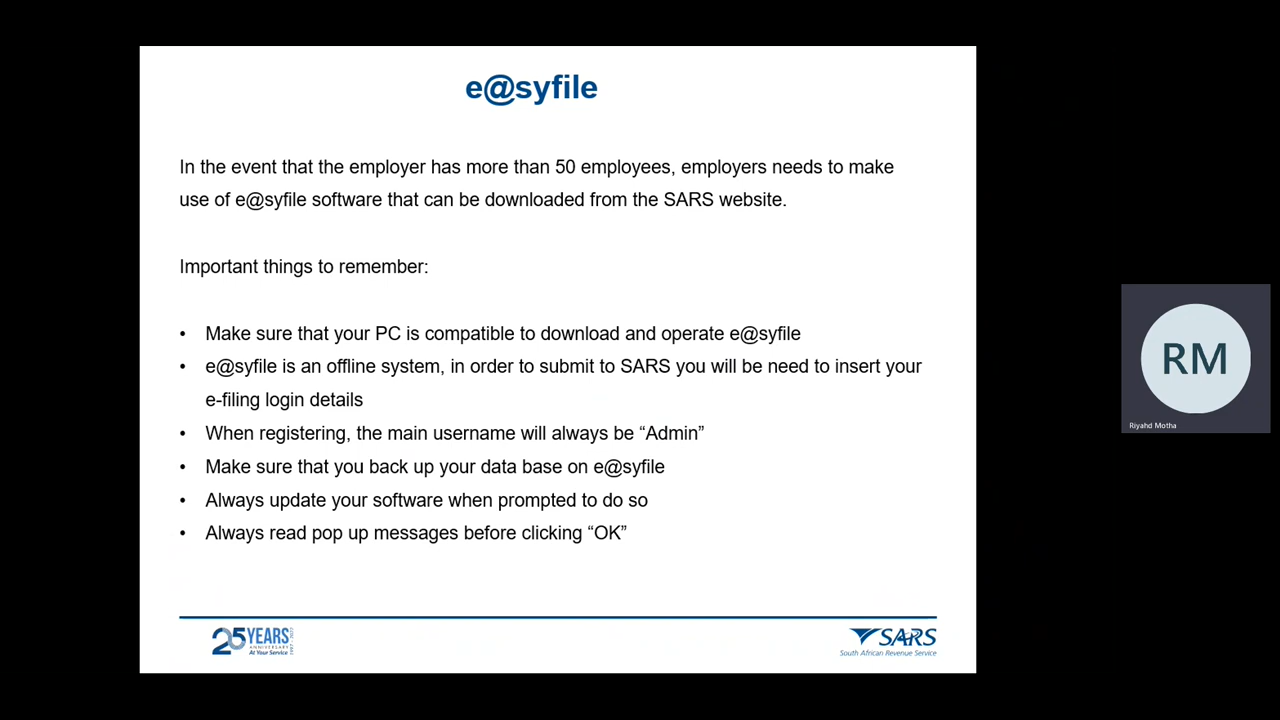 e@syfile
In the event that the employer has more than 50 employees, employers needs to make
use of e@syfile software that can be downloaded from the SARS website.
Important things to remember:
• Make sure that your PC is compatible to download and operate e@syfile
• e@syfile is an offline system, in order to submit to SARS you will be need to insert your
e-filing login details
• When registering, the main username will always be “Admin”
• Make sure that you back up your data base on e@syfile
• Always update your software when prompted to do so
• Always read pop up messages before clicking “OK”
25 YEARS
ANNIVERSARY
At Your Service
SARS
South African Revenue Service
RM
Riyahd Motha